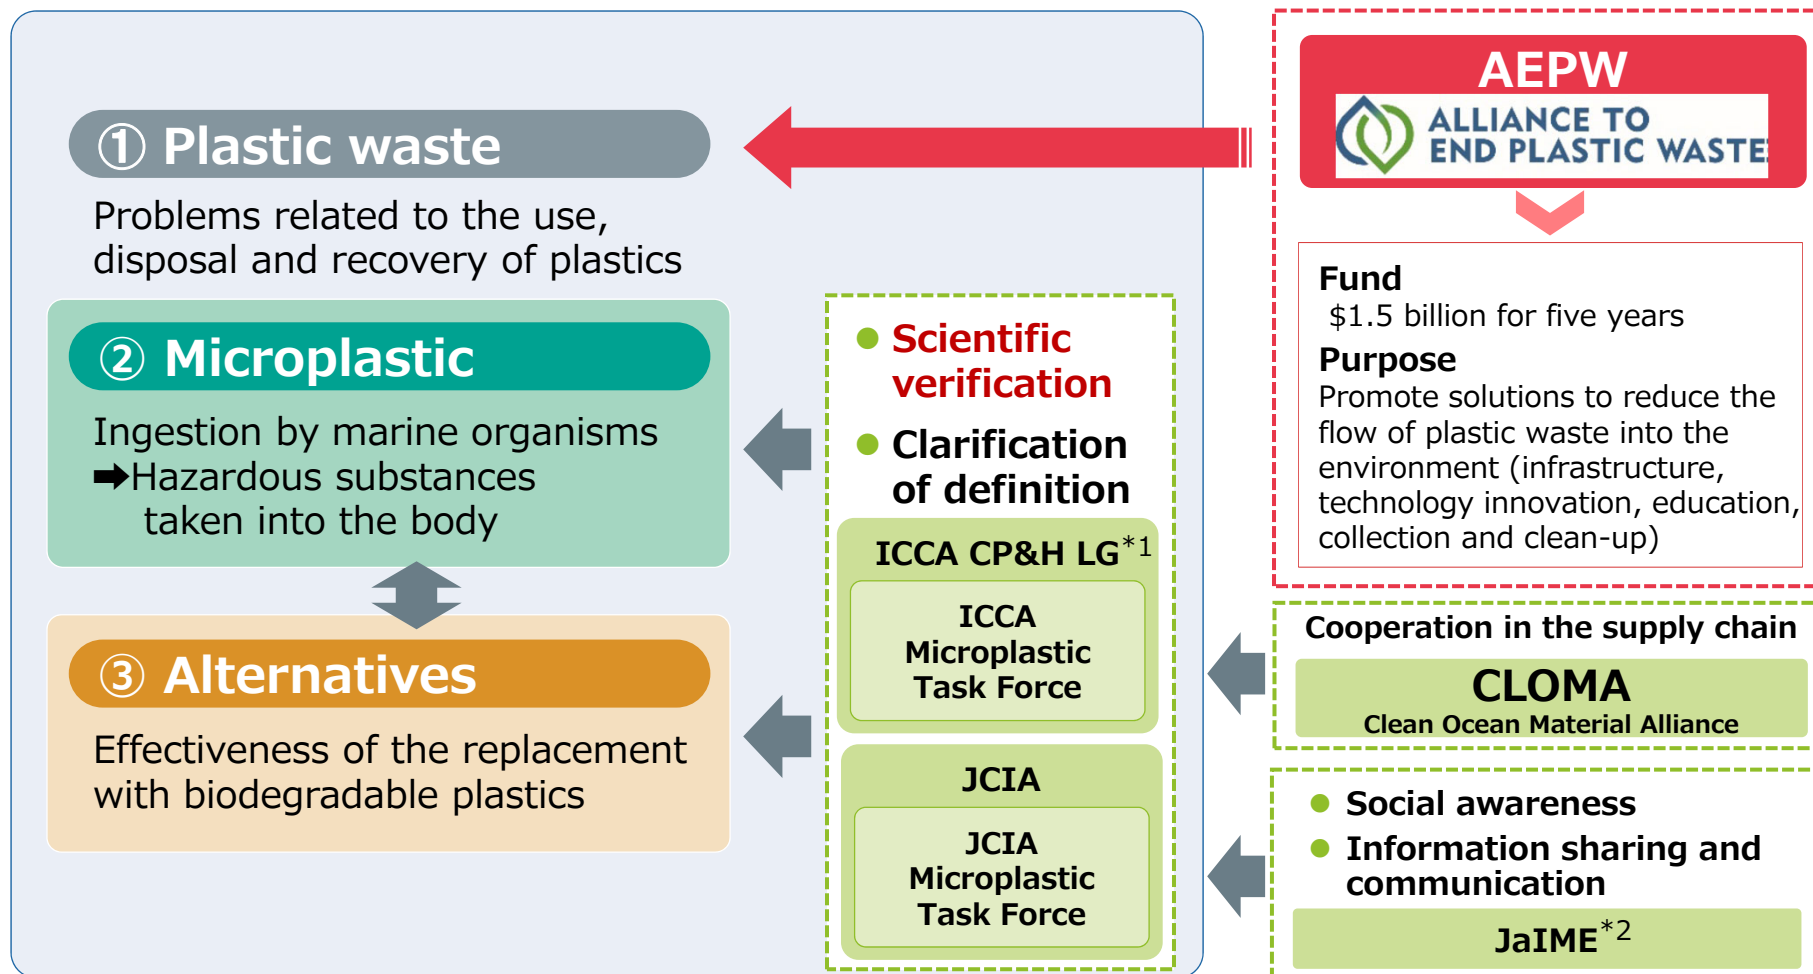 ① Plastic waste
Problems related to the use,
disposal and recovery of plastics
② Microplastic
Ingestion by marine organisms
➡Hazardous substances
taken into the body
③ Alternatives
Effectiveness of the replacement
with biodegradable plastics
● Scientific
verification
● Clarification
of definition
ICCA CP&H LG*1
ICCA
Microplastic
Task Force
JCIA
JCIA
Microplastic
Task Force
AEPW
ALLIANCE TO
END PLASTIC WASTE
Fund
$1.5 billion for five years
Purpose
Promote solutions to reduce the
flow of plastic waste into the
environment (infrastructure,
technology innovation, education,
collection and clean-up)
Cooperation in the supply chain
CLOMA
Clean Ocean Material Alliance
● Social awareness
● Information sharing and
communication
JaIME*2